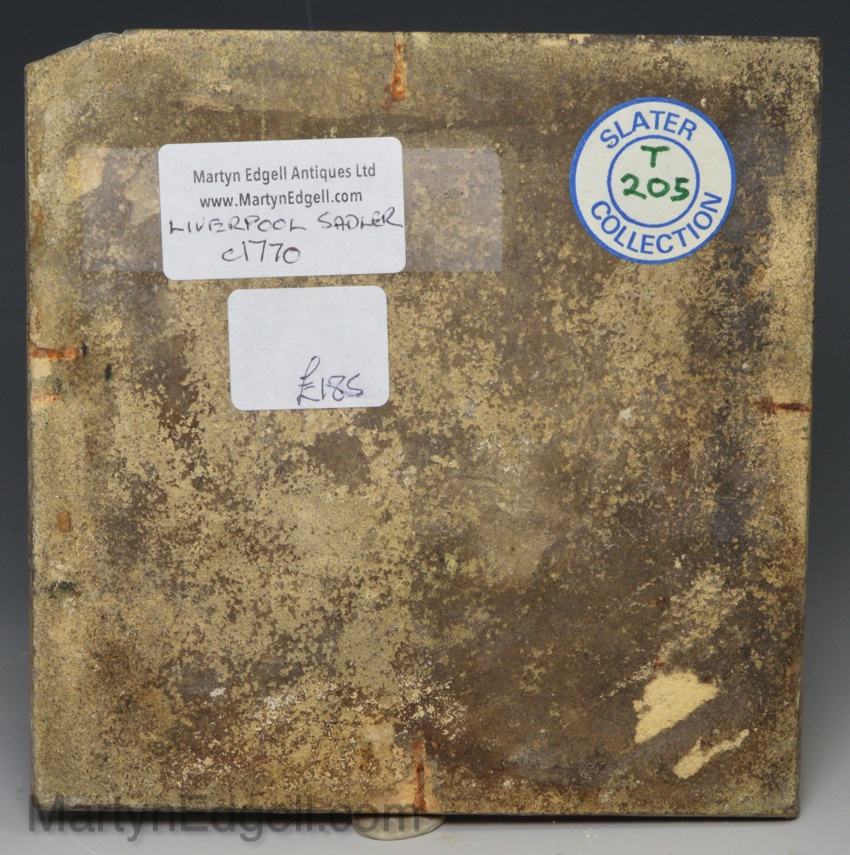 Martyn Edgell Antiques Ltd
www.MartynEdgell.com
LIVERPOOL SADLER
c1770
£185
SLATER
T
205
COLLECTION
MartynEdgell.com